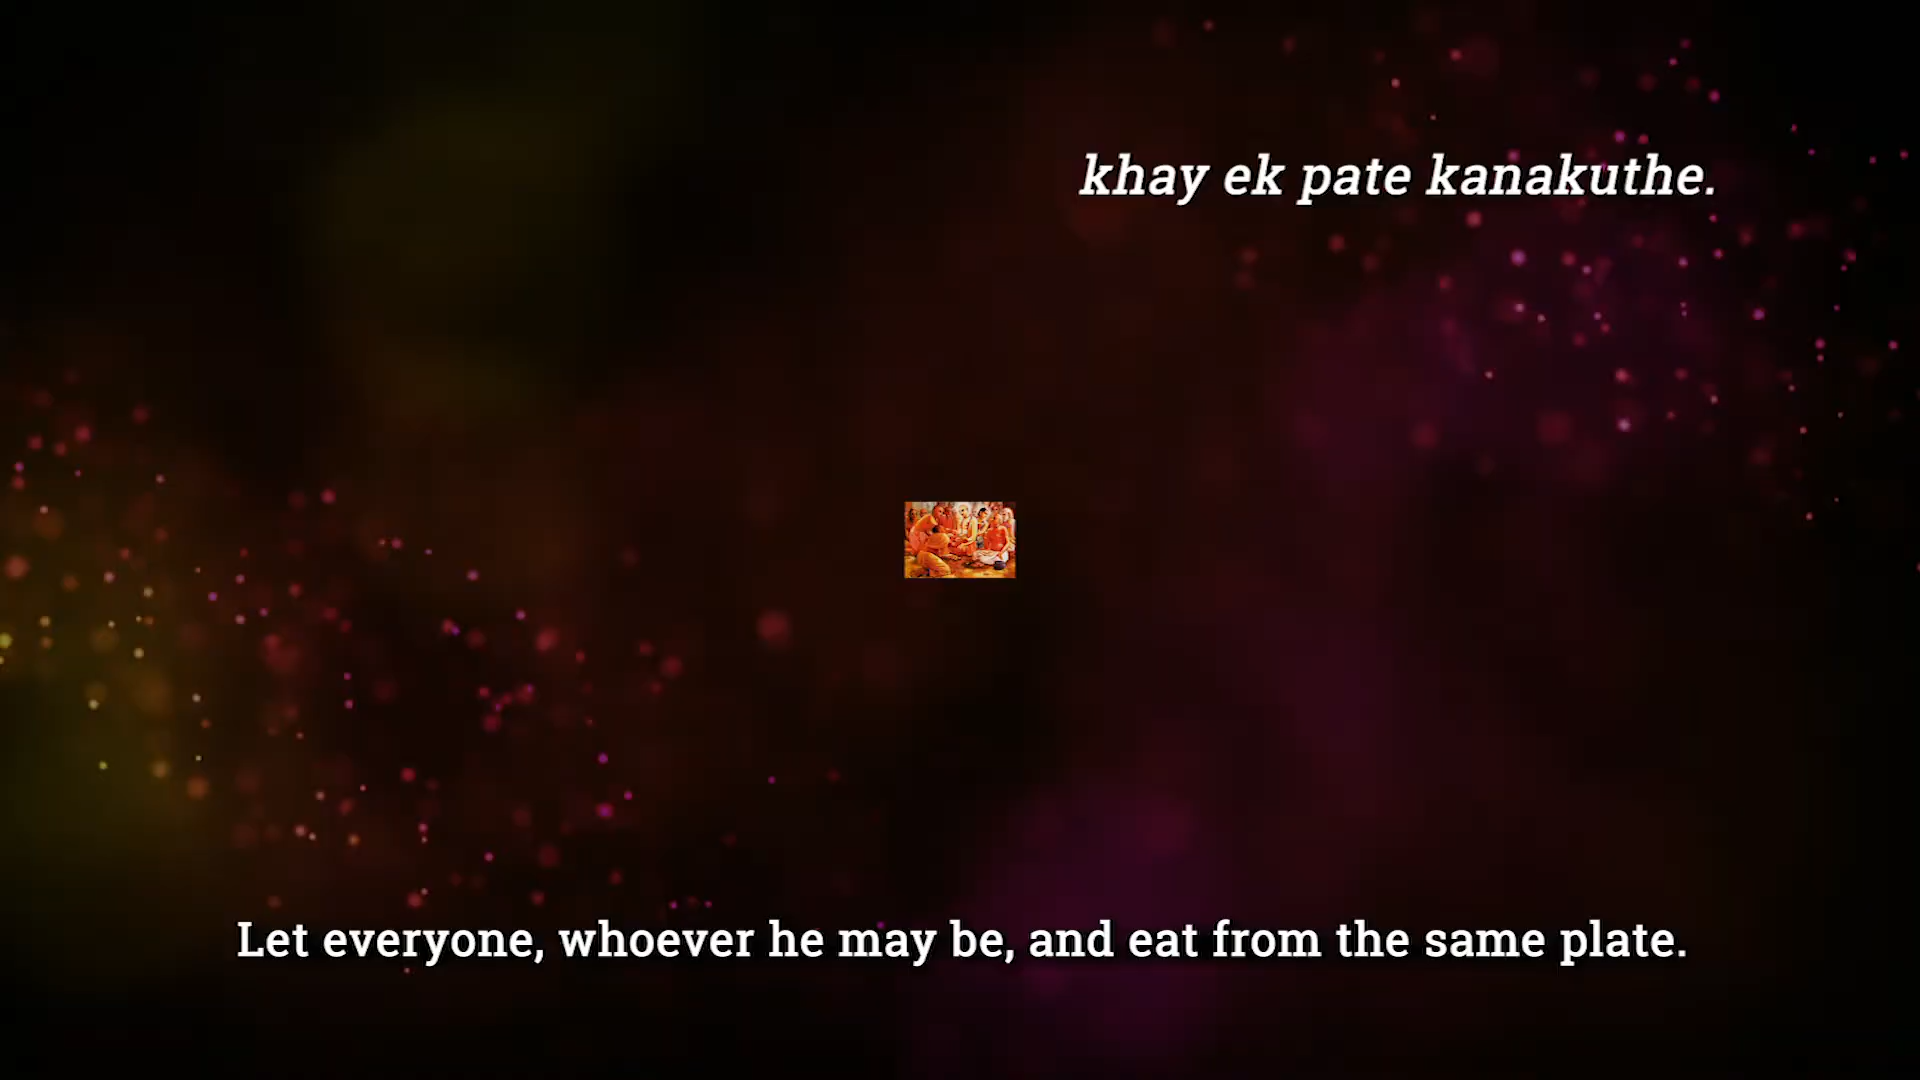 khay ek pate kanakuthe.
Let everyone, whoever he may be, and eat from the same plate.